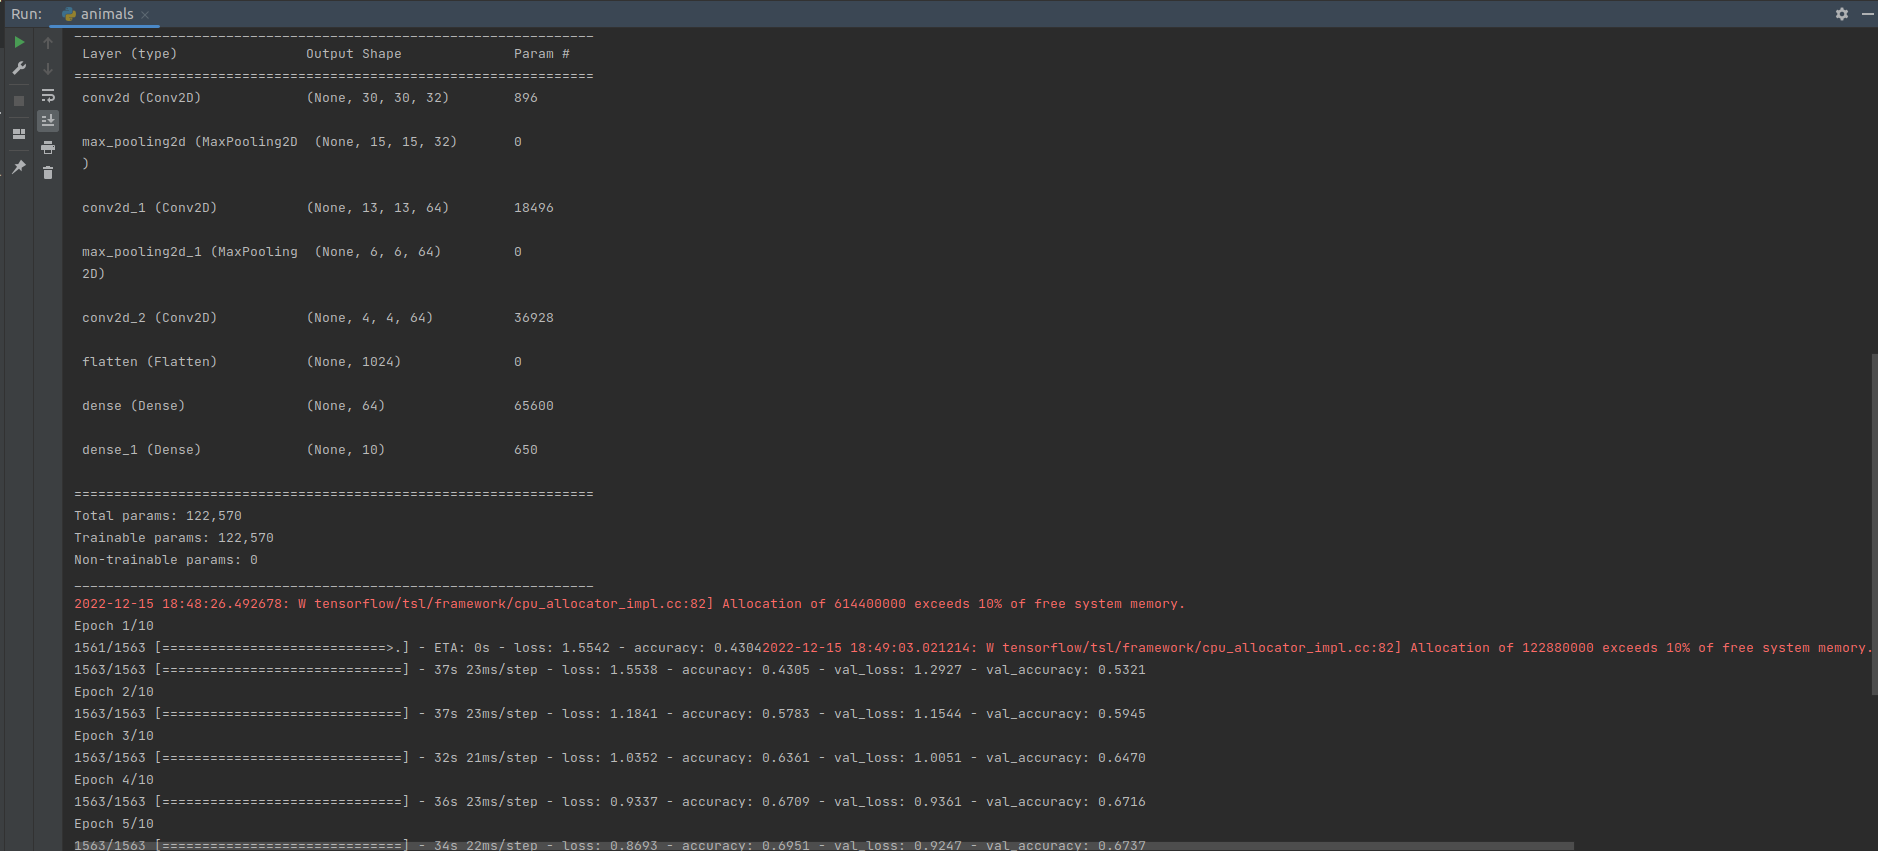 Run: animals
_________________________________________________________________
Layer (type) Output Shape Param #
=================================================================
conv2d (Conv2D) (None, 30, 30, 32) 896
max_pooling2d (MaxPooling2D (None, 15, 15, 32) 0
)
conv2d_1 (Conv2D) (None, 13, 13, 64) 18496
max_pooling2d_1 (MaxPooling (None, 6, 6, 64) 0
2D)
conv2d_2 (Conv2D) (None, 4, 4, 64) 36928
flatten (Flatten) (None, 1024) 0
dense (Dense) (None, 64) 65600
dense_1 (Dense) (None, 10) 650
=================================================================
Total params: 122,570
Trainable params: 122,570
Non-trainable params: 0
_________________________________________________________________
2022-12-15 18:48:26.492678: W tensorflow/tsl/framework/cpu_allocator_impl.cc:82] Allocation of 614400000 exceeds 10% of free system memory.
Epoch 1/10
1561/1563 [============================>.] - ETA: 0s - loss: 1.5542 - accuracy: 0.43042022-12-15 18:49:03.021214: W tensorflow/tsl/framework/cpu_allocator_impl.cc:82] Allocation of 122880000 exceeds 10% of free system memory.
1563/1563 [==============================] - 37s 23ms/step - loss: 1.5538 - accuracy: 0.4305 - val_loss: 1.2927 - val_accuracy: 0.5321
Epoch 2/10
1563/1563 [==============================] - 37s 23ms/step - loss: 1.1841 - accuracy: 0.5783 - val_loss: 1.1544 - val_accuracy: 0.5945
Epoch 3/10
1563/1563 [==============================] - 32s 21ms/step - loss: 1.0352 - accuracy: 0.6361 - val_loss: 1.0051 - val_accuracy: 0.6470
Epoch 4/10
1563/1563 [==============================] - 36s 23ms/step - loss: 0.9337 - accuracy: 0.6709 - val_loss: 0.9361 - val_accuracy: 0.6716
Epoch 5/10
1563/1563 [==============================] - 34s 22ms/step - loss: 0.8693 - accuracy: 0.6951 - val_loss: 0.9247 - val_accuracy: 0.6737